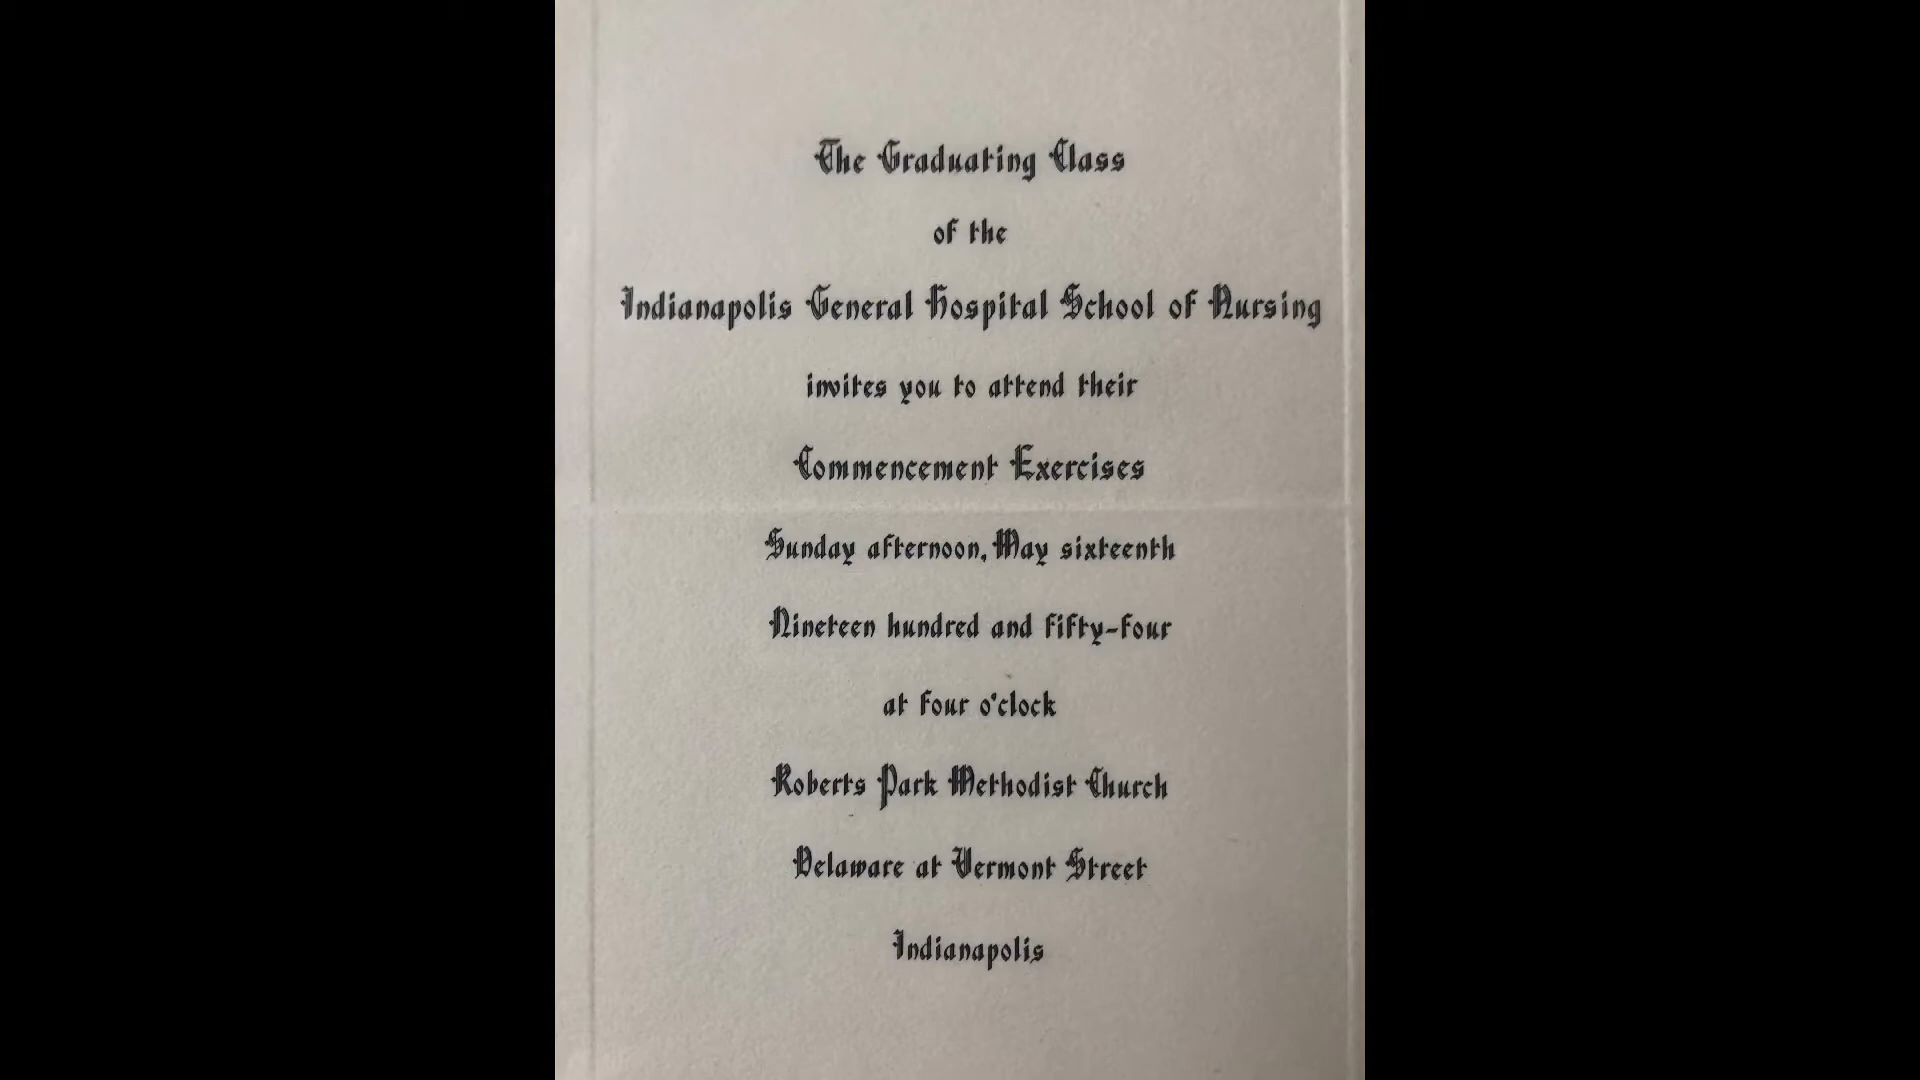 The Graduating Class
of the
Indianapolis General Hospital School of Nursing
invites you to attend their
Commencement Exercises
Sunday afternoon, May sixteenth
Nineteen hundred and fifty-four
at four o'clock
Roberts Park Methodist Church
Delaware at Vermont Street
Indianapolis